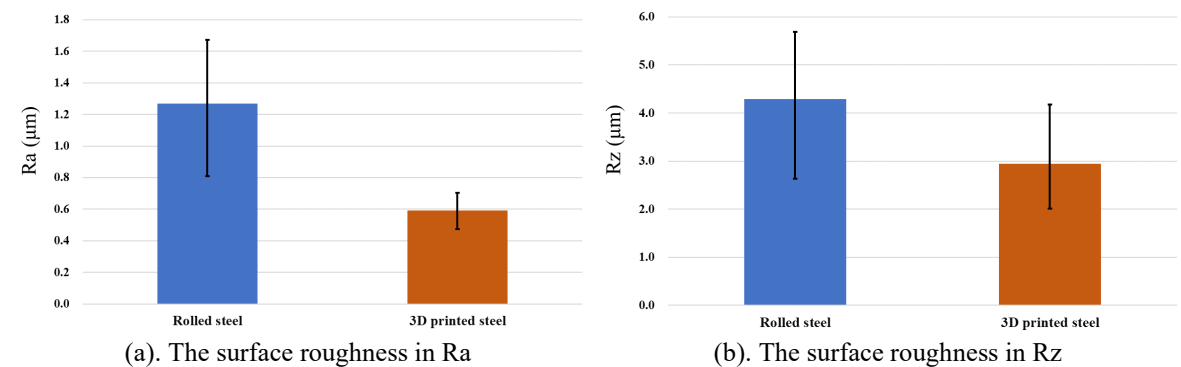 1.8
1.6
1.4
1.2
1.0
0.8
0.6
0.4
0.2
0.0
Ra (μm)
Rolled steel
3D printed steel
(a). The surface roughness in Ra
6.0
5.0
4.0
3.0
2.0
1.0
0.0
Rz (μm)
Rolled steel
3D printed steel
(b). The surface roughness in Rz